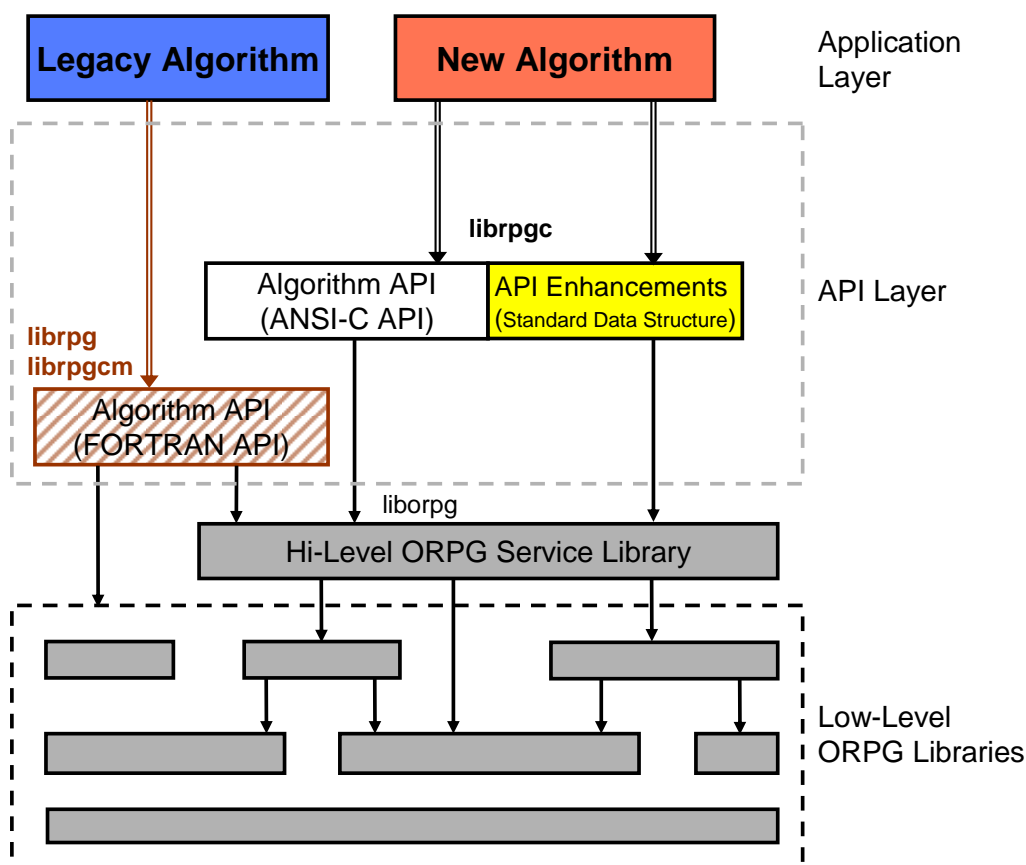 Legacy Algorithm
New Algorithm
Application
Layer
librpgc
Algorithm API
(ANSI-C API)
API Enhancements
(Standard Data Structure)
API Layer
librpg
librpgcm
Algorithm API
(FORTRAN API)
liborpg
Hi-Level ORPG Service Library
Low-Level
ORPG Libraries